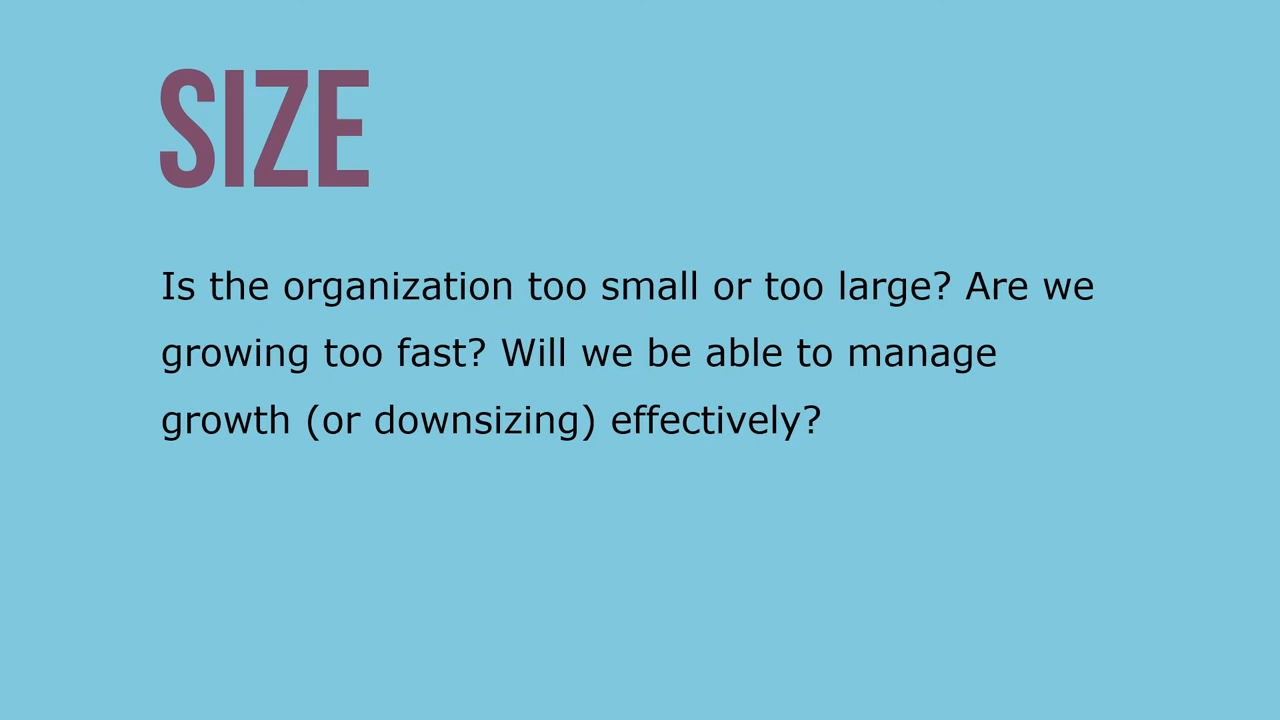 SIZE
Is the organization too small or too large? Are we
growing too fast? Will we be able to manage
growth (or downsizing) effectively?